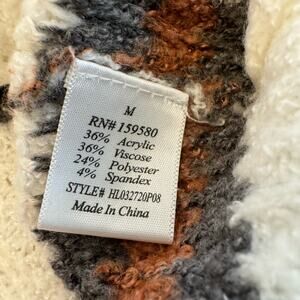 M
RN# 159580
36% Acrylic
36% Viscose
24% Polyester
4% Spandex
STYLE# HL032720P08
Made In China